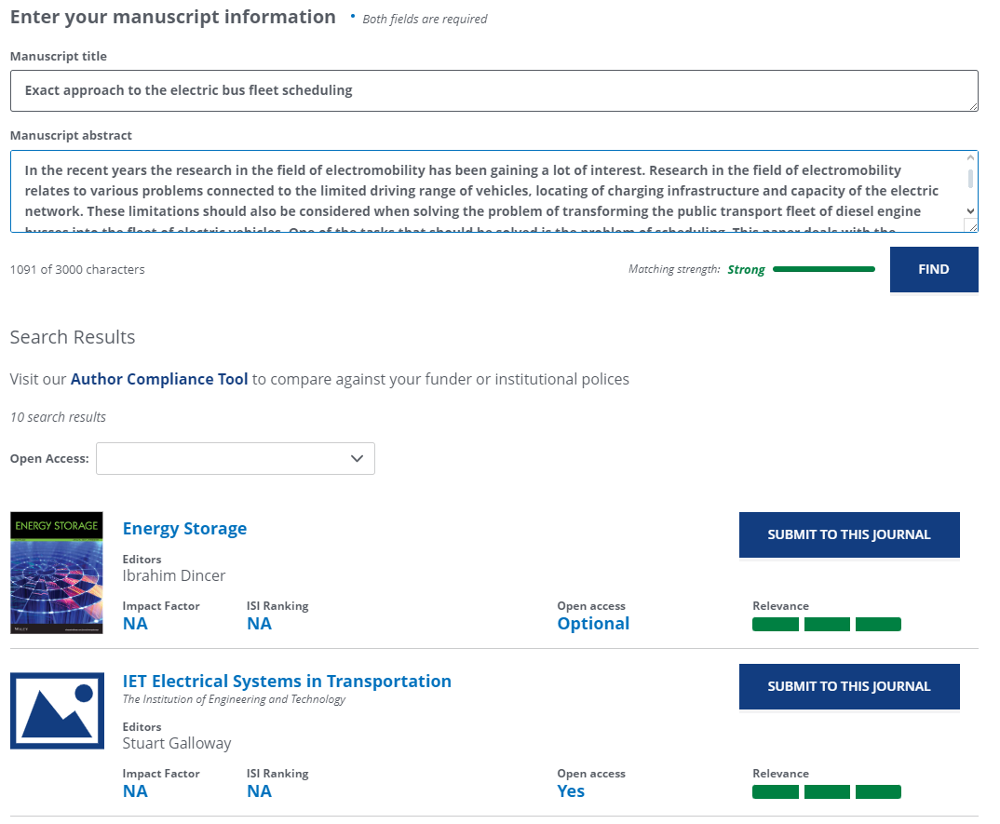 Enter your manuscript information • Both fields are required
Manuscript title
Exact approach to the electric bus fleet scheduling
Manuscript abstract
In the recent years the research in the field of electromobility has been gaining a lot of interest. Research in the field of electromobility
relates to various problems connected to the limited driving range of vehicles, locating of charging infrastructure and capacity of the electric
network. These limitations should also be considered when solving the problem of transforming the public transport fleet of diesel engine
busses into the fleet of electric vehicles. One of the tasks that should be solved is the problem of scheduling. This paper deals with the
1091 of 3000 characters
Matching strength: Strong
FIND
Search Results
Visit our Author Compliance Tool to compare against your funder or institutional polices
10 search results
Open Access:
ENERGY STORAGE
Energy Storage
SUBMIT TO THIS JOURNAL
Editors
Ibrahim Dincer
Impact Factor ISI Ranking Open access Relevance
NA NA Optional
WILEY
IET Electrical Systems in Transportation
The Institution of Engineering and Technology
SUBMIT TO THIS JOURNAL
Editors
Stuart Galloway
Impact Factor ISI Ranking Open access Relevance
NA NA Yes